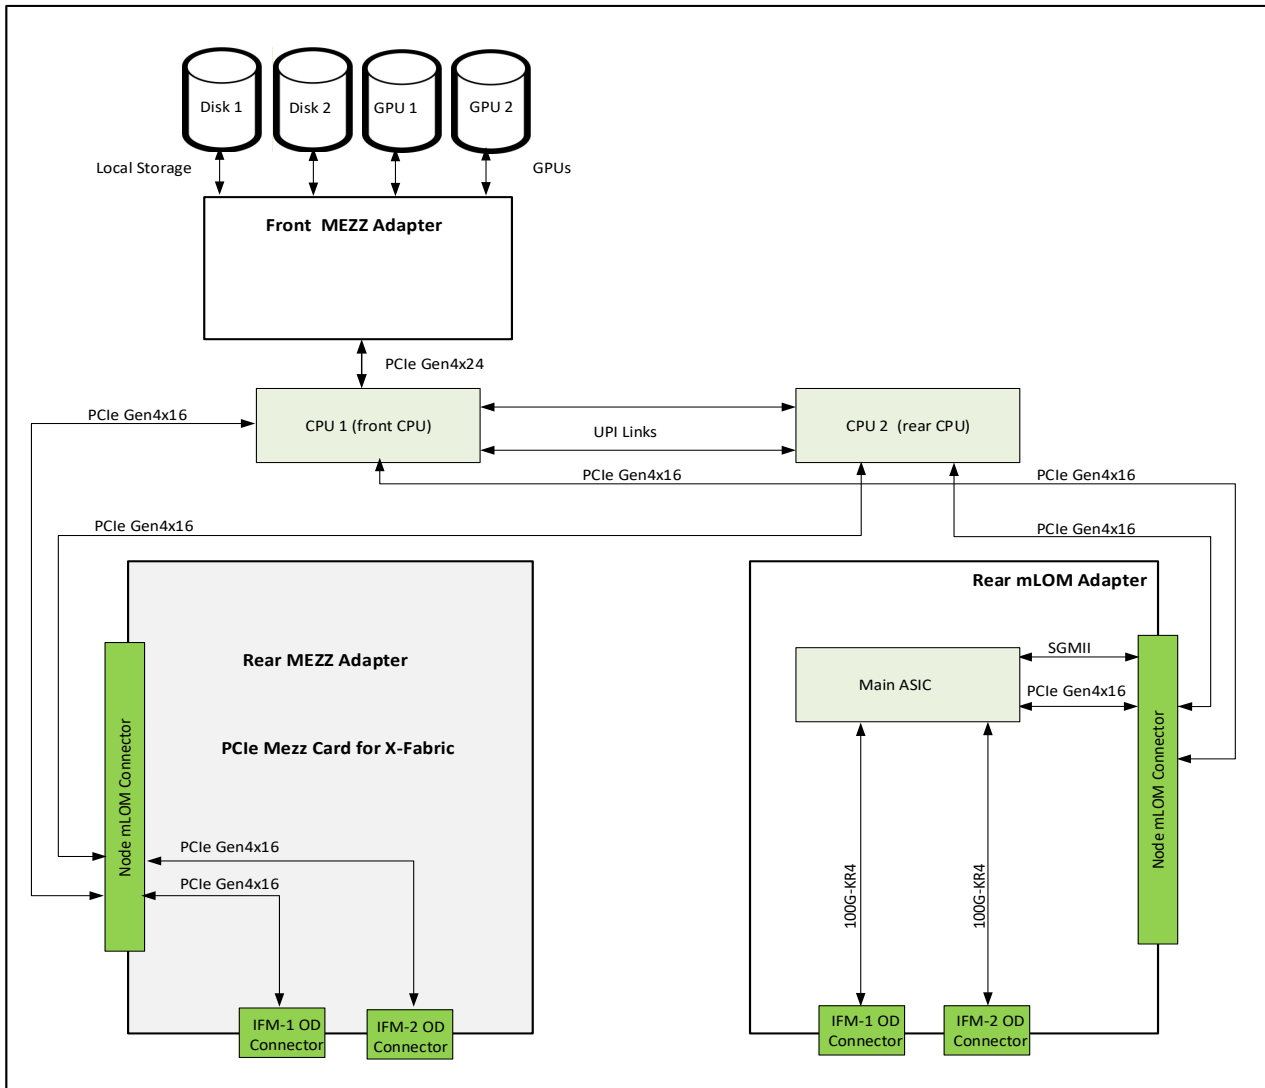 Disk 1
Disk 2
GPU 1
GPU 2
Local Storage
GPUs
Front MEZZ Adapter
PCIe Gen4x24
PCIe Gen4x16
CPU 1 (front CPU)
UPI Links
CPU 2 (rear CPU)
PCIe Gen4x16
PCIe Gen4x16
PCIe Gen4x16
PCIe Gen4x16
Rear MEZZ Adapter
PCIe Mezz Card for X-Fabric
Node mLOM Connector
PCIe Gen4x16
PCIe Gen4x16
IFM-1 OD
Connector
IFM-2 OD
Connector
Rear mLOM Adapter
Main ASIC
SGMII
PCIe Gen4x16
Node mLOM Connector
100G-KR4
100G-KR4
IFM-1 OD
Connector
IFM-2 OD
Connector